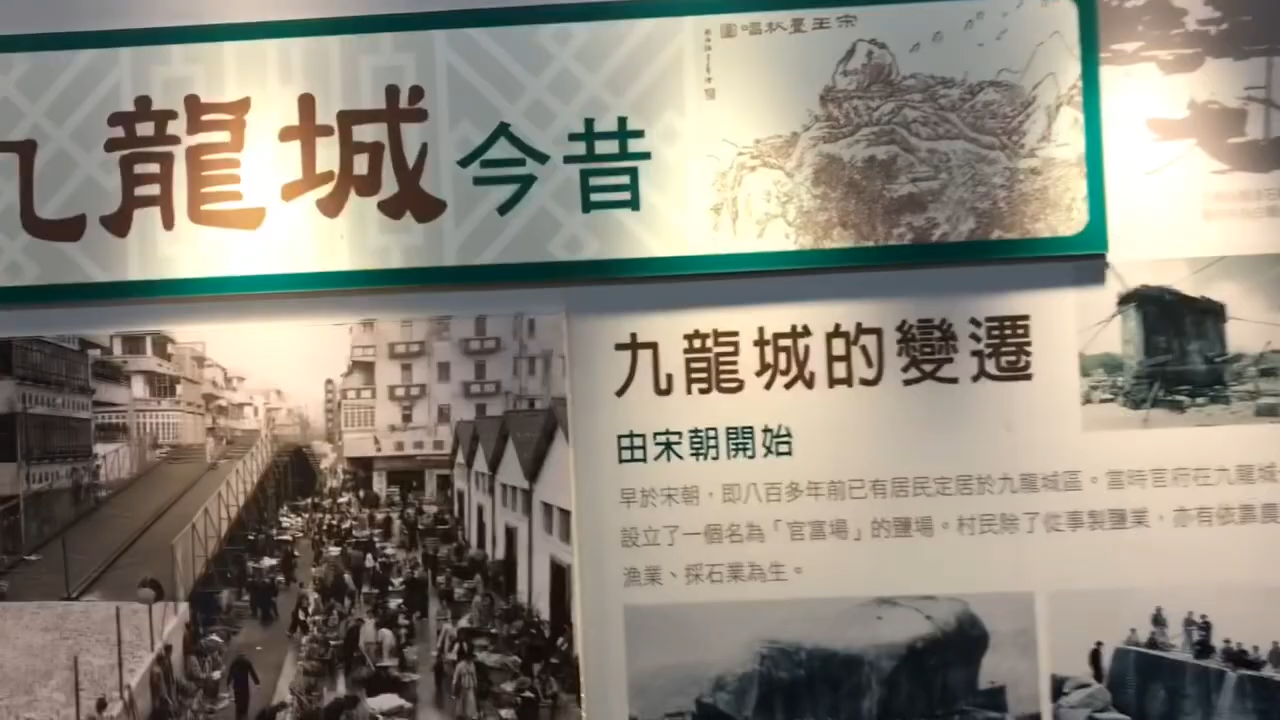 宗王臺秋唱圖
九龍城今昔
九龍城的變遷
由宋朝開始
早於宋朝，即八百多年前已有居民定居於九龍城區。當時官府在九龍城
設立了一個名為「官富場」的鹽場。村民除了從事製鹽業，亦有依靠農
漁業、採石業為生。